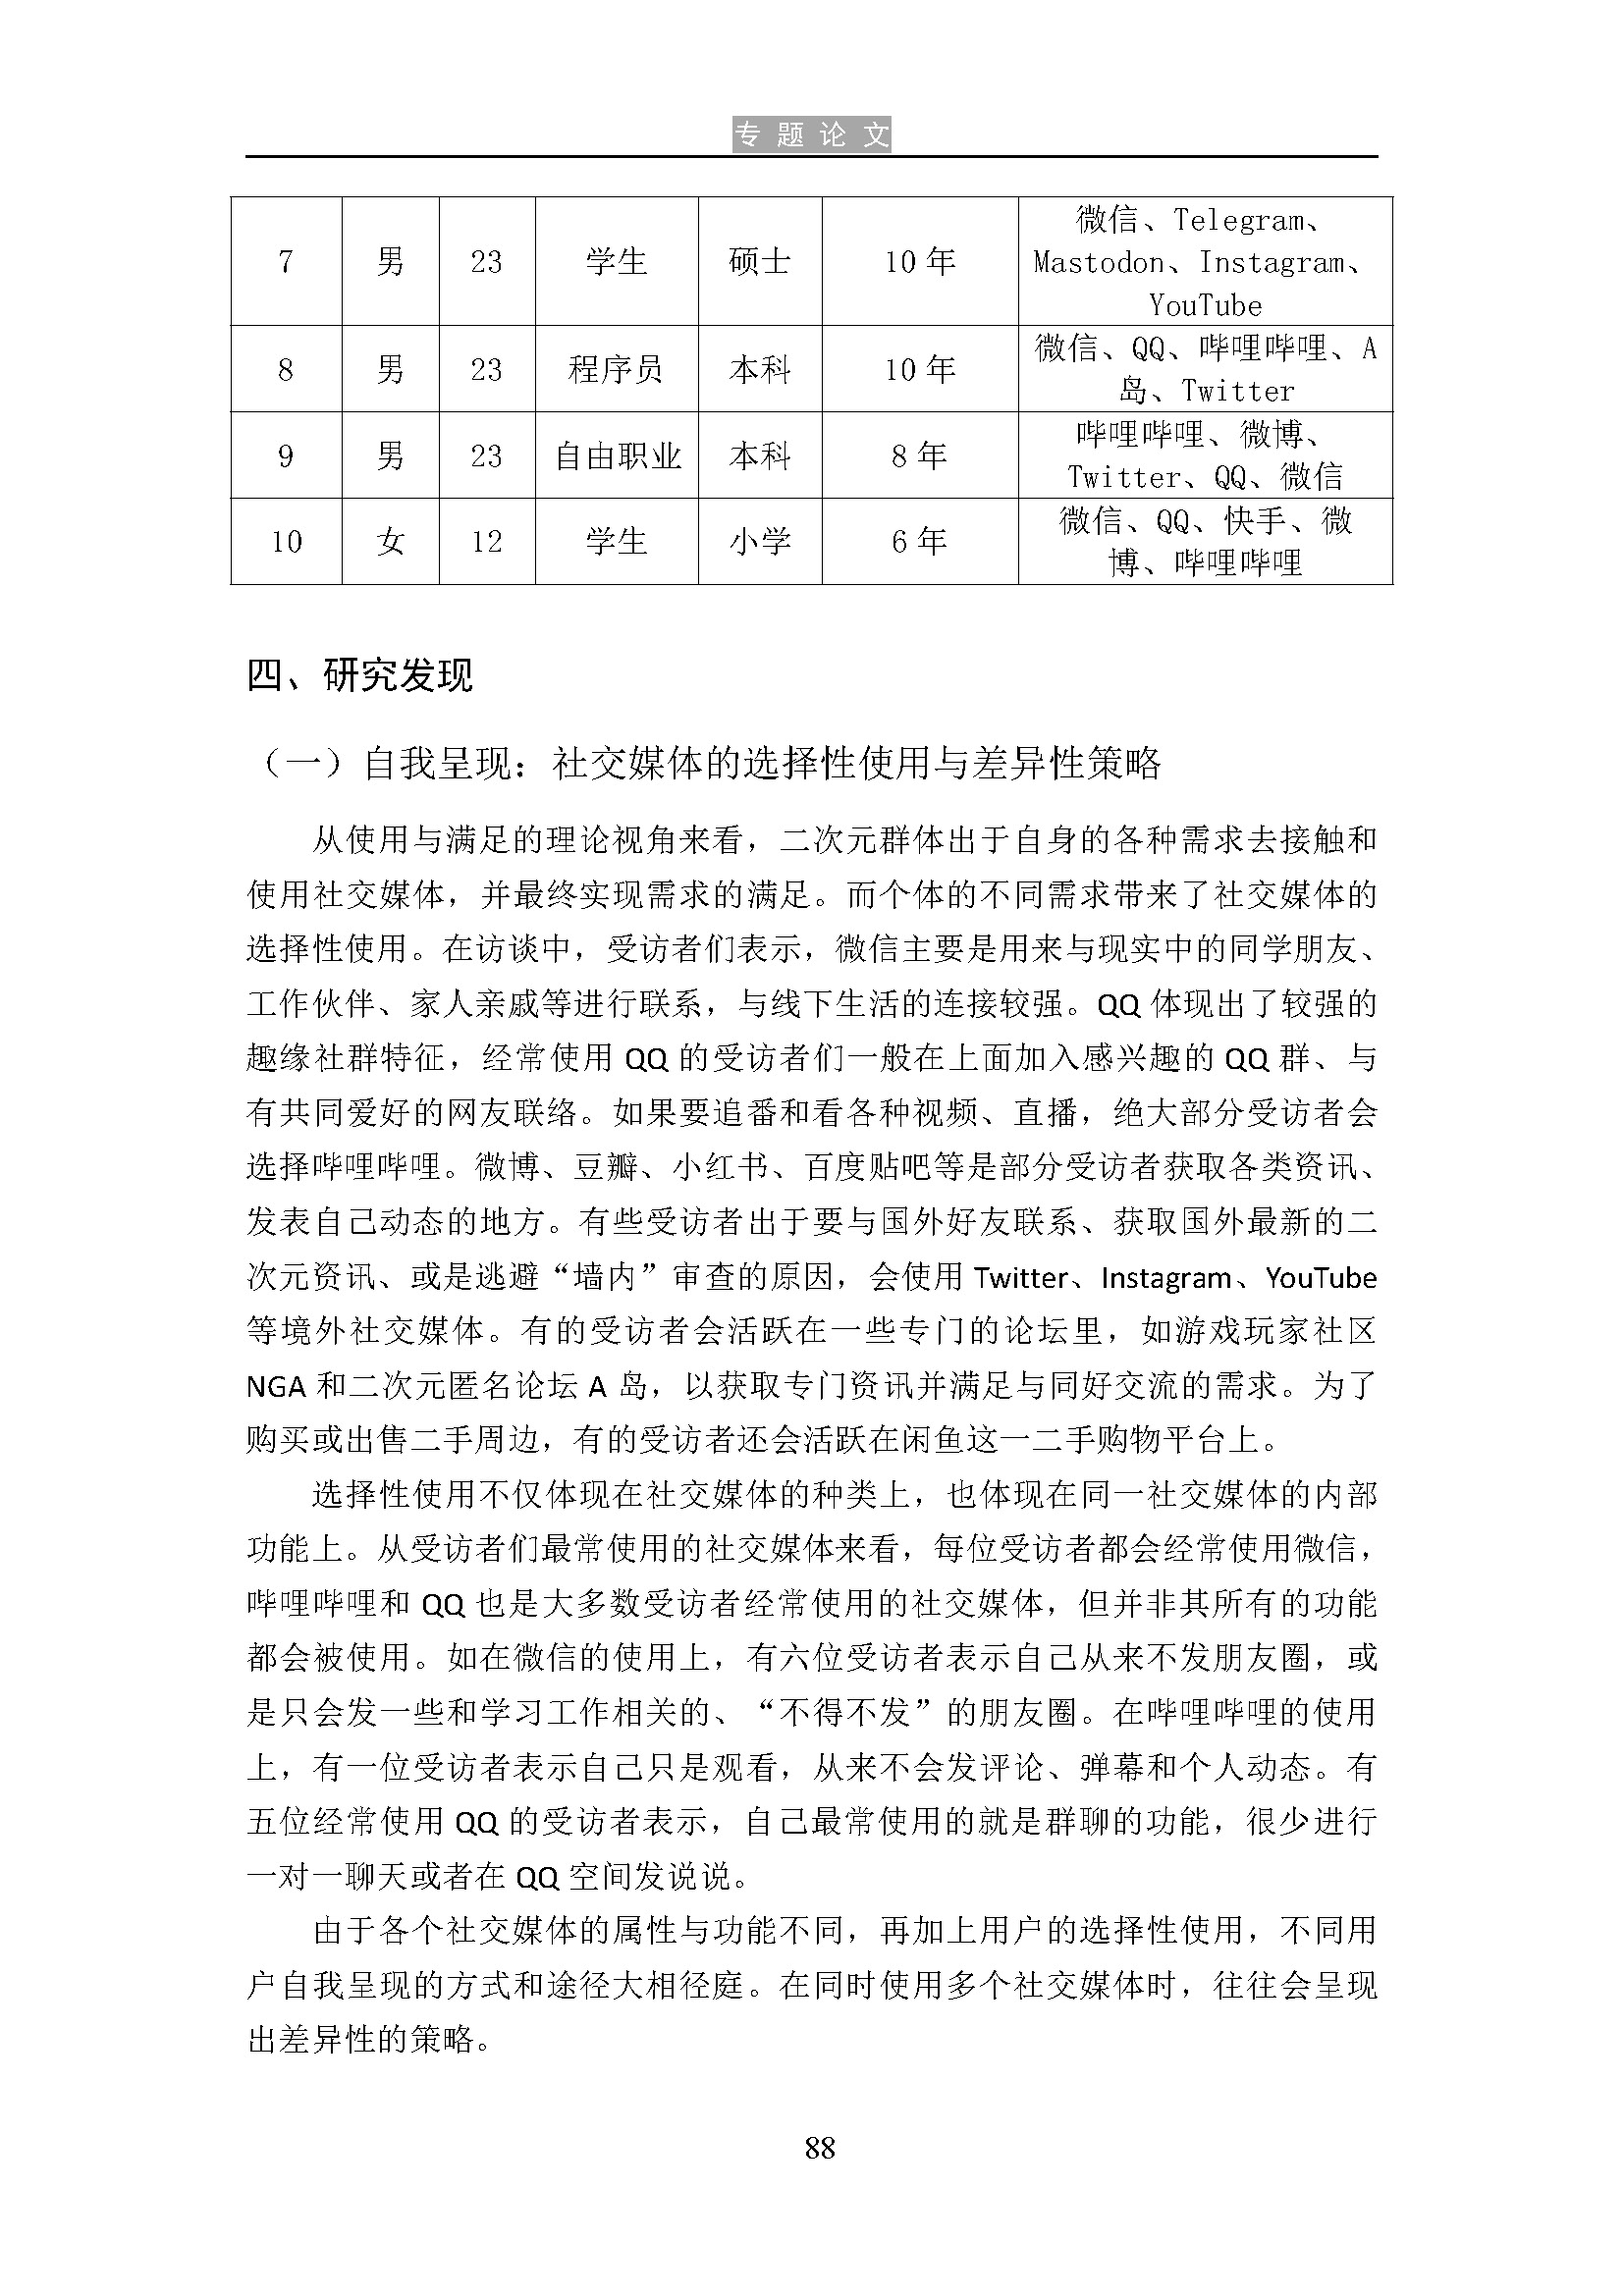 专 题 论 文
7 男 23 学生 硕士 10 年 微信、Telegram、
Mastodon、Instagram、
YouTube
8 男 23 程序员 本科 10 年 微信、QQ、哔哩哔哩、A
岛、Twitter
9 男 23 自由职业 本科 8 年 哔哩哔哩、微博、
Twitter、QQ、微信
10 女 12 学生 小学 6 年 微信、QQ、快手、微
博、哔哩哔哩
四、研究发现
（一）自我呈现：社交媒体的选择性使用与差异性策略
从使用与满足的理论视角来看，二次元群体出于自身的各种需求去接触和
使用社交媒体，并最终实现需求的满足。而个体的不同需求带来了社交媒体的
选择性使用。在访谈中，受访者们表示，微信主要是用来与现实中的同学朋友、
工作伙伴、家人亲戚等进行联系，与线下生活的连接较强。QQ 体现出了较强的
趣缘社群特征，经常使用 QQ 的受访者们一般在上面加入感兴趣的 QQ 群、与
有共同爱好的网友联络。如果要追番和看各种视频、直播，绝大部分受访者会
选择哔哩哔哩。微博、豆瓣、小红书、百度贴吧等是部分受访者获取各类资讯、
发表自己动态的地方。有些受访者出于要与国外好友联系、获取国外最新的二
次元资讯、或是逃避“墙内”审查的原因，会使用 Twitter、Instagram、YouTube
等境外社交媒体。有的受访者会活跃在一些专门的论坛里，如游戏玩家社区
NGA 和二次元匿名论坛 A 岛，以获取专门资讯并满足与同好交流的需求。为了
购买或出售二手周边，有的受访者还会活跃在闲鱼这一二手购物平台上。
选择性使用不仅体现在社交媒体的种类上，也体现在同一社交媒体的内部
功能上。从受访者们最常使用的社交媒体来看，每位受访者都会经常使用微信，
哔哩哔哩和 QQ 也是大多数受访者经常使用的社交媒体，但并非其所有的功能
都会被使用。如在微信的使用上，有六位受访者表示自己从来不发朋友圈，或
是只会发一些和学习工作相关的、“不得不发”的朋友圈。在哔哩哔哩的使用
上，有一位受访者表示自己只是观看，从来不会发评论、弹幕和个人动态。有
五位经常使用 QQ 的受访者表示，自己最常使用的就是群聊的功能，很少进行
一对一聊天或者在 QQ 空间发说说。
由于各个社交媒体的属性与功能不同，再加上用户的选择性使用，不同用
户自我呈现的方式和途径大相径庭。在同时使用多个社交媒体时，往往会呈现
出差异性的策略。
88